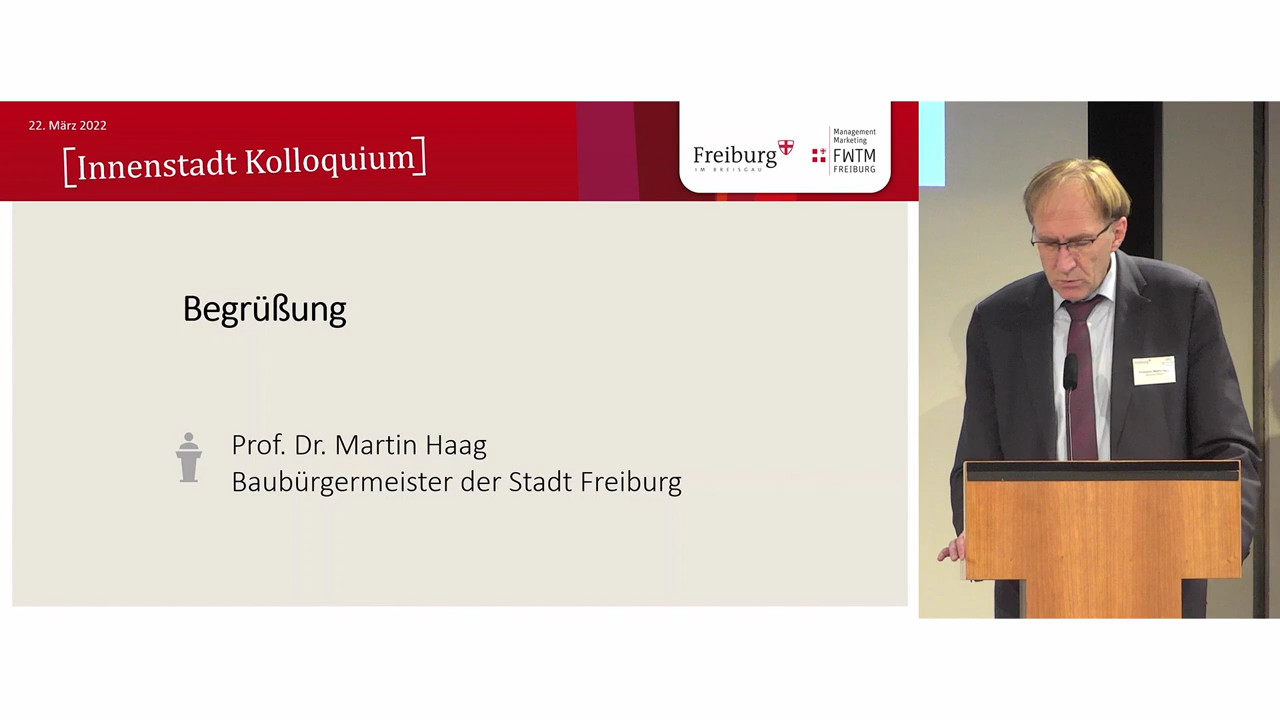 22. März 2022
[Innenstadt Kolloquium]
Freiburg
IM BREISGAU
Management
Marketing
FWTM
FREIBURG
Begrüßung
Prof. Dr. Martin Haag
Baubürgermeister der Stadt Freiburg